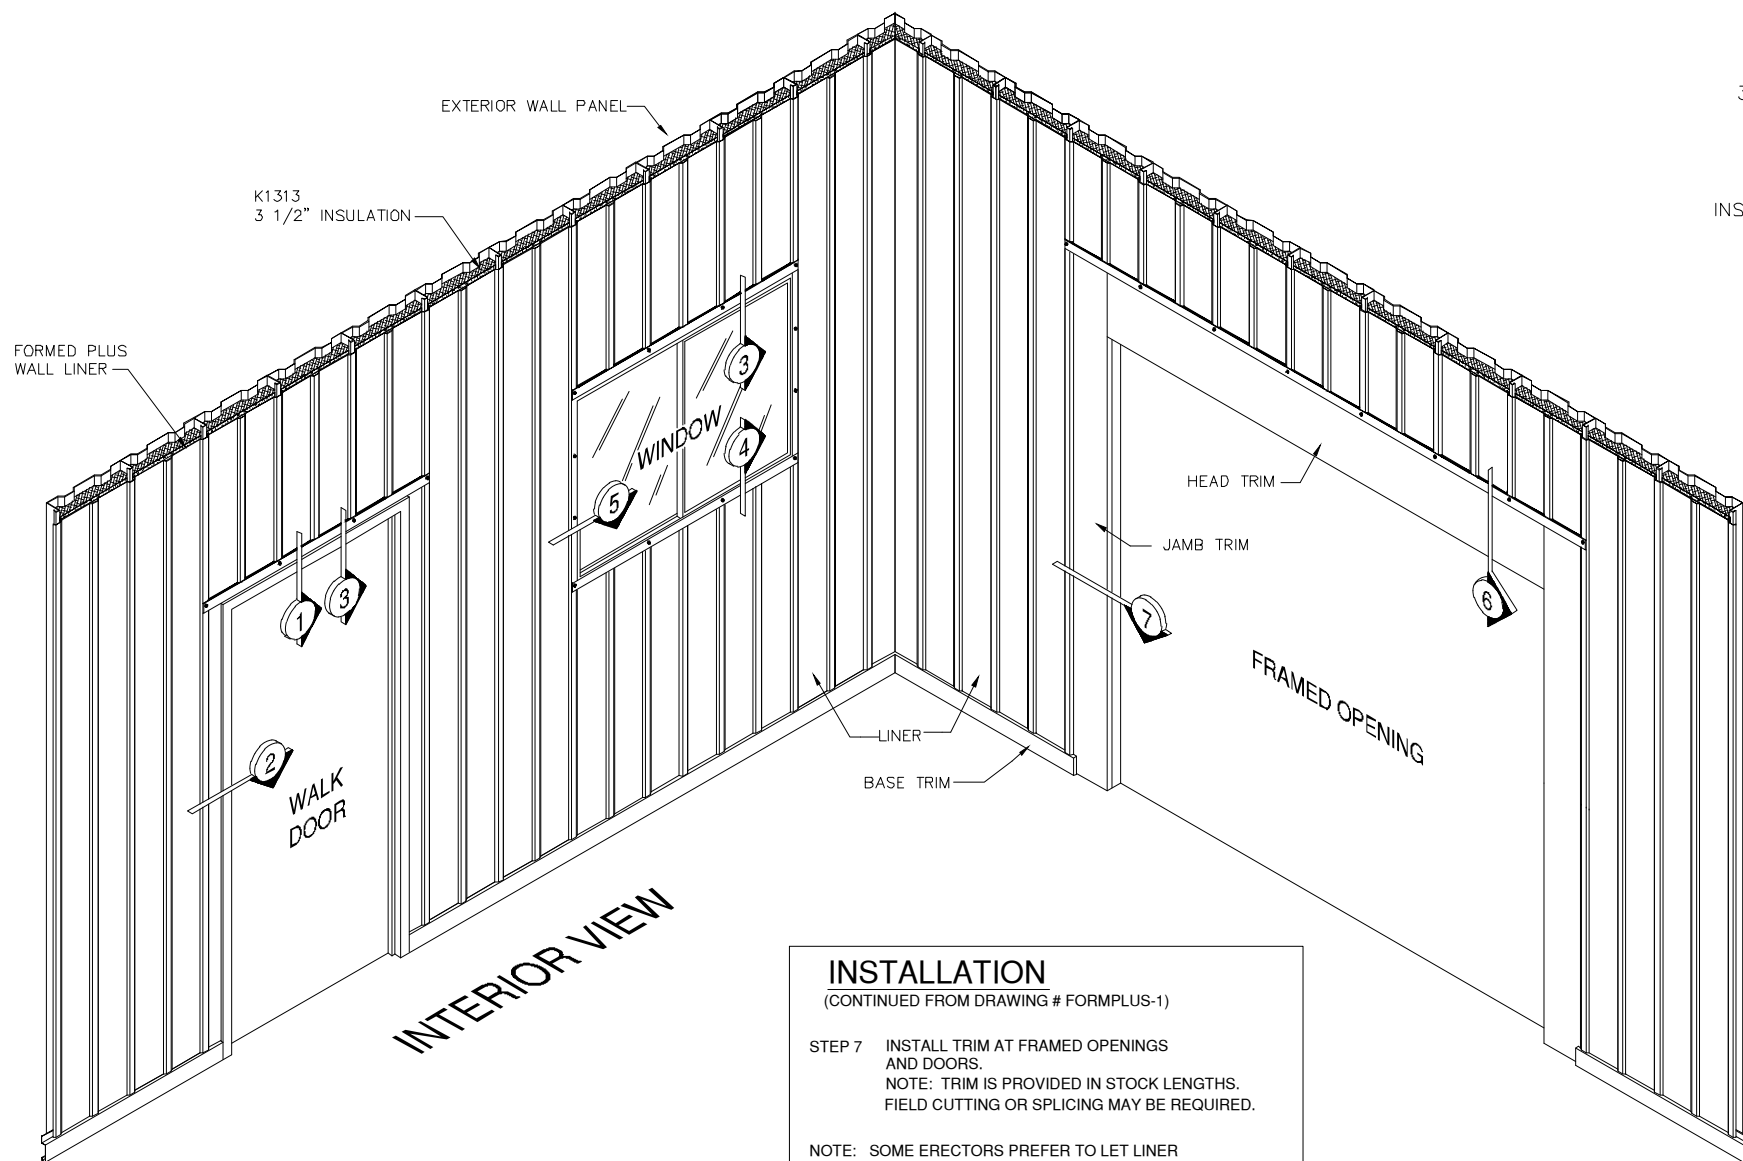 EXTERIOR WALL PANEL
K1313
3 1/2" INSULATION
FORMED PLUS
WALL LINER
3
INS
WINDOW
3
4
5
1
3
2
WALK
DOOR
HEAD TRIM
JAMB TRIM
7
6
FRAMED OPENING
LINER
BASE TRIM
INTERIOR VIEW
INSTALLATION
(CONTINUED FROM DRAWING # FORMPLUS-1)
STEP 7 INSTALL TRIM AT FRAMED OPENINGS
AND DOORS.
NOTE: TRIM IS PROVIDED IN STOCK LENGTHS.
FIELD CUTTING OR SPLICING MAY BE REQUIRED.
NOTE: SOME ERECTORS PREFER TO LET LINER